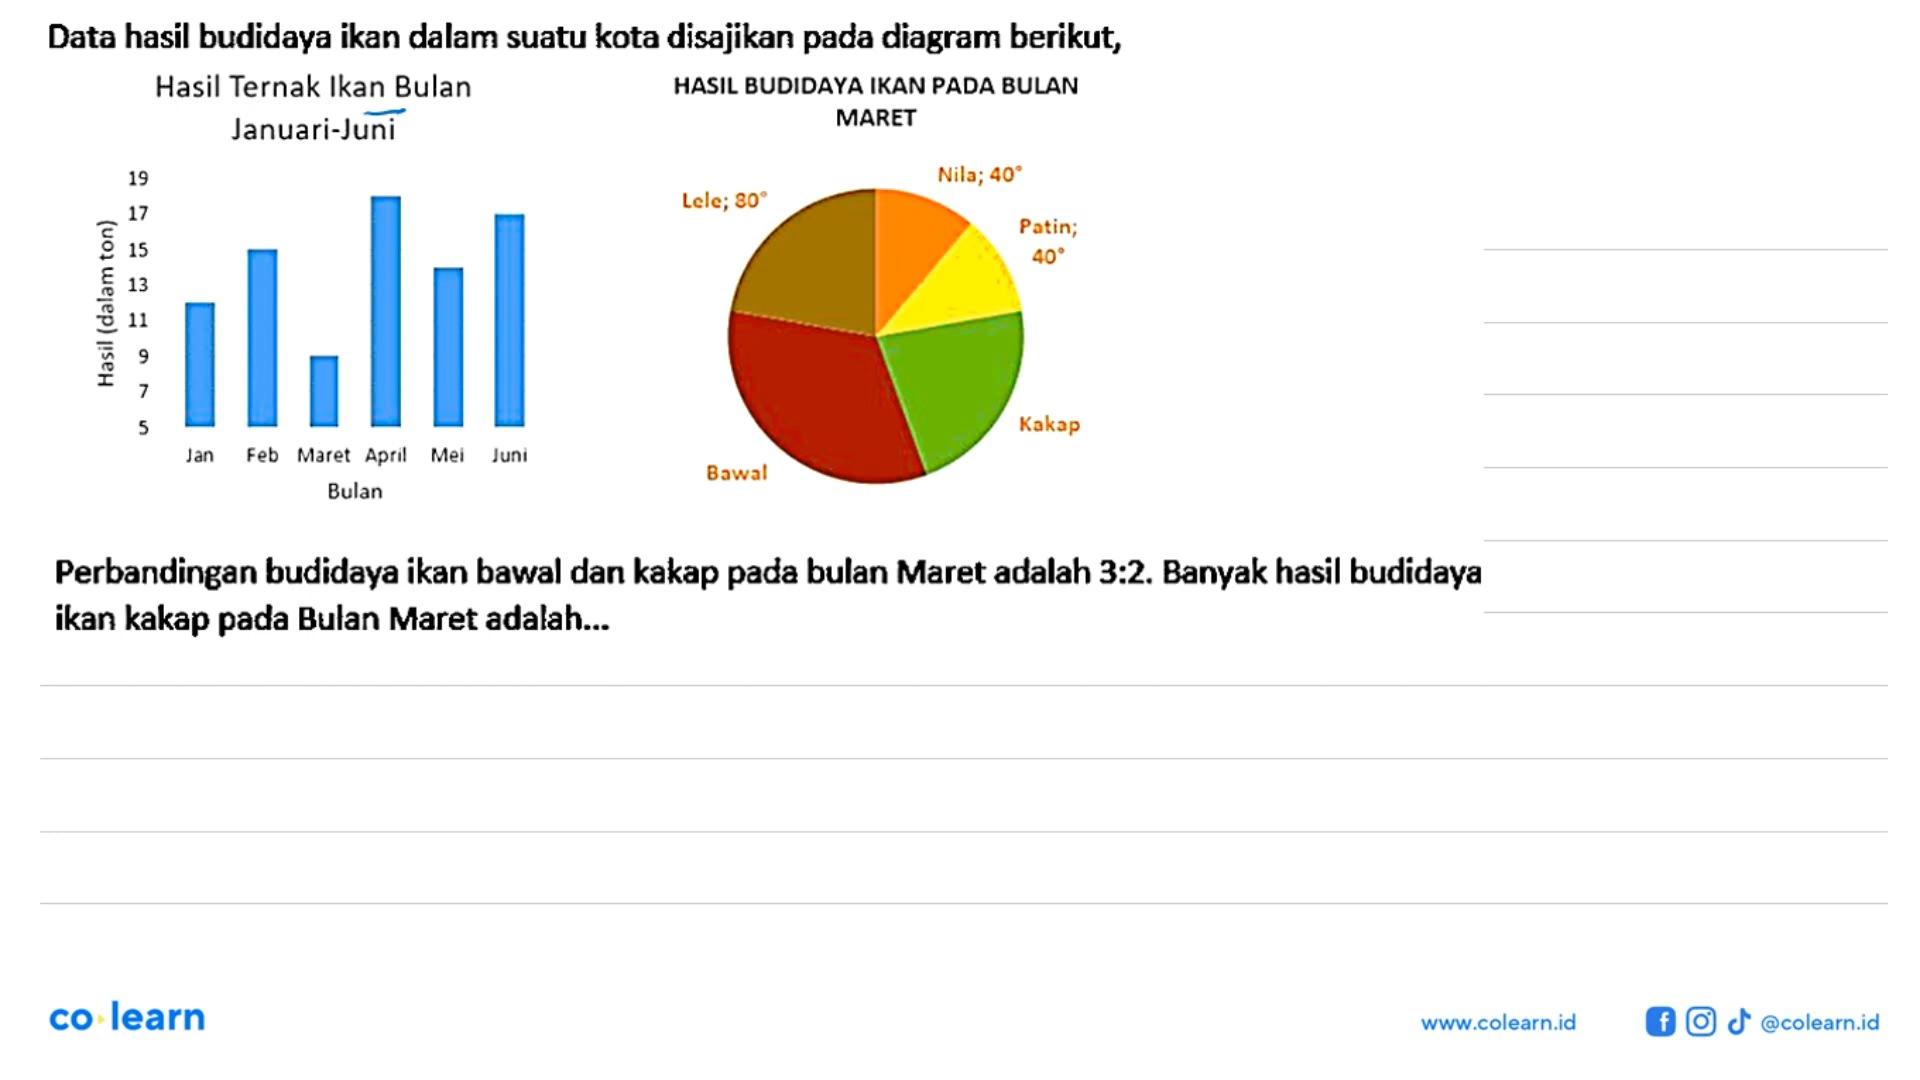 Data hasil budidaya ikan dalam suatu kota disajikan pada diagram berikut,
Hasil Ternak Ikan Bulan
Januari-Juni
Hasil (dalam ton)
19
17
15
13
11
9
7
5
Jan Feb Maret April Mei Juni
Bulan
HASIL BUDIDAYA IKAN PADA BULAN
MARET
Nila; 40°
Lele; 80°
Patin;
40°
Kakap
Bawal
Perbandingan budidaya ikan bawal dan kakap pada bulan Maret adalah 3:2. Banyak hasil budidaya
ikan kakap pada Bulan Maret adalah...
co learn
www.colearn.id
@colearn.id